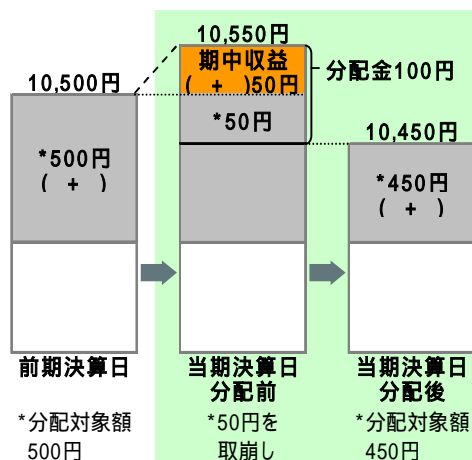 10,550円
期中収益
( + )50円
分配金100円
10,500円
*50円
10,450円
*500円
( + )
*450円
( + )
前期決算日
当期決算日
分配前
当期決算日
分配後
*分配対象額
500円
*50円を
取崩し
*分配対象額
450円